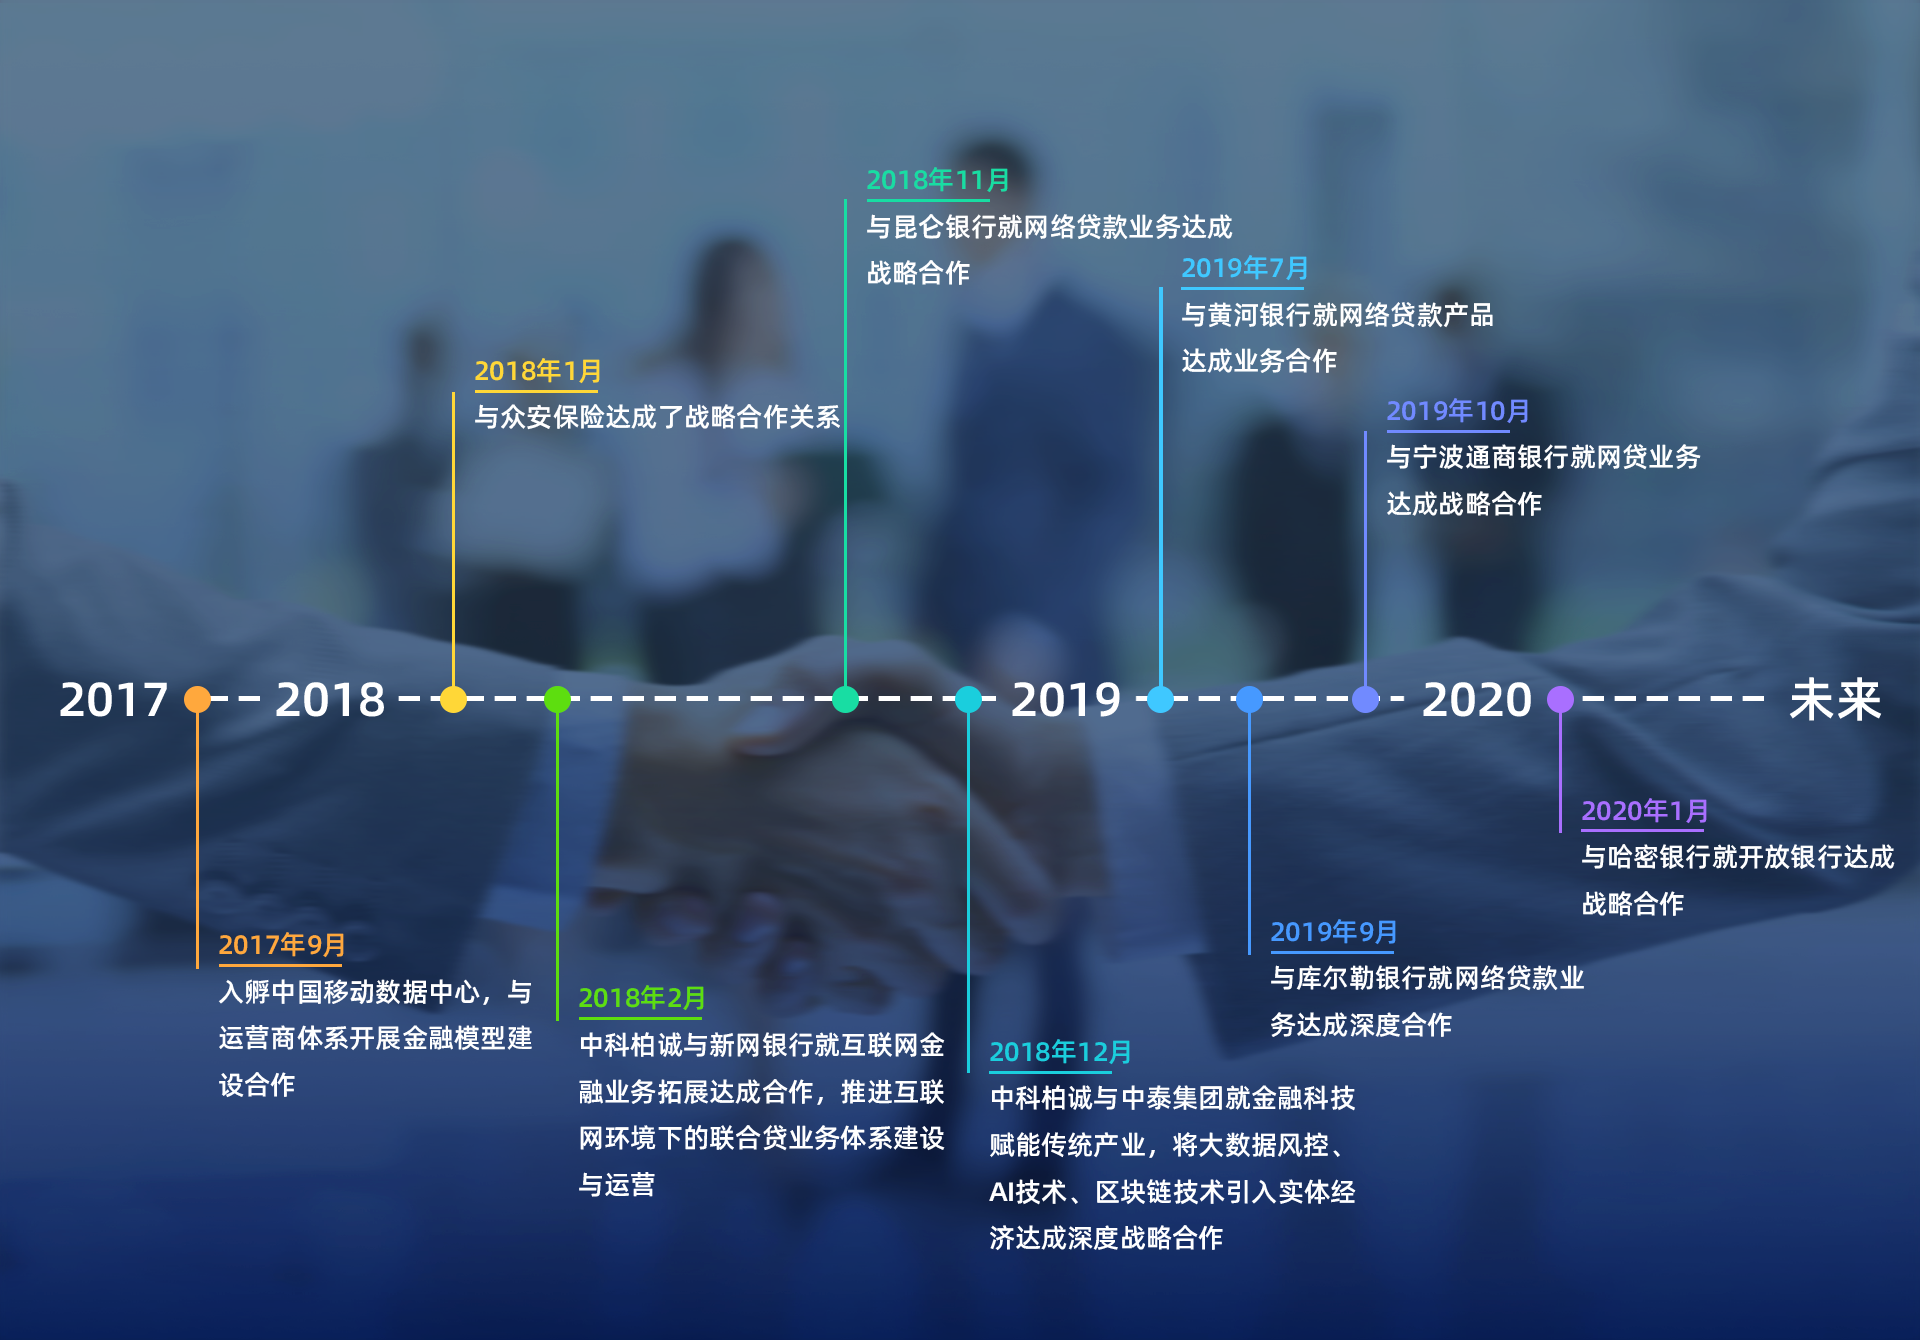 2018年11月
与昆仑银行就网络贷款业务达成
战略合作
2019年7月
与黄河银行就网络贷款产品
达成业务合作
2018年1月
与众安保险达成了战略合作关系
2019年10月
与宁波通商银行就网贷业务
达成战略合作
2017
2018
2019
2020
未来
2020年1月
与哈密银行就开放银行达成
战略合作
2017年9月
入孵中国移动数据中心，与
运营商体系开展金融模型建
设合作
2019年9月
与库尔勒银行就网络贷款业
务达成深度合作
2018年2月
中科柏诚与新网银行就互联网金
融业务拓展达成合作，推进互联
网环境下的联合贷业务体系建设
与运营
2018年12月
中科柏诚与中泰集团就金融科技
赋能传统产业，将大数据风控、
AI技术、区块链技术引入实体经
济达成深度战略合作